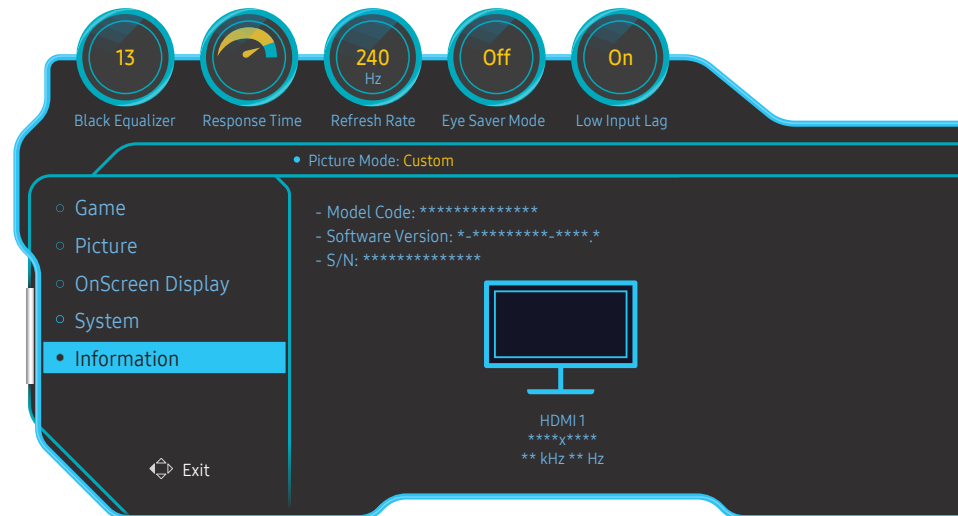 13
240
Hz
Off
On
Black Equalizer
Response Time
Refresh Rate
Eye Saver Mode
Low Input Lag
Picture Mode: Custom
Game
Picture
OnScreen Display
System
Information
- Model Code: **************
- Software Version: *-*********-****.*
- S/N: **************
HDMI 1
****x****
** kHz ** Hz
Exit